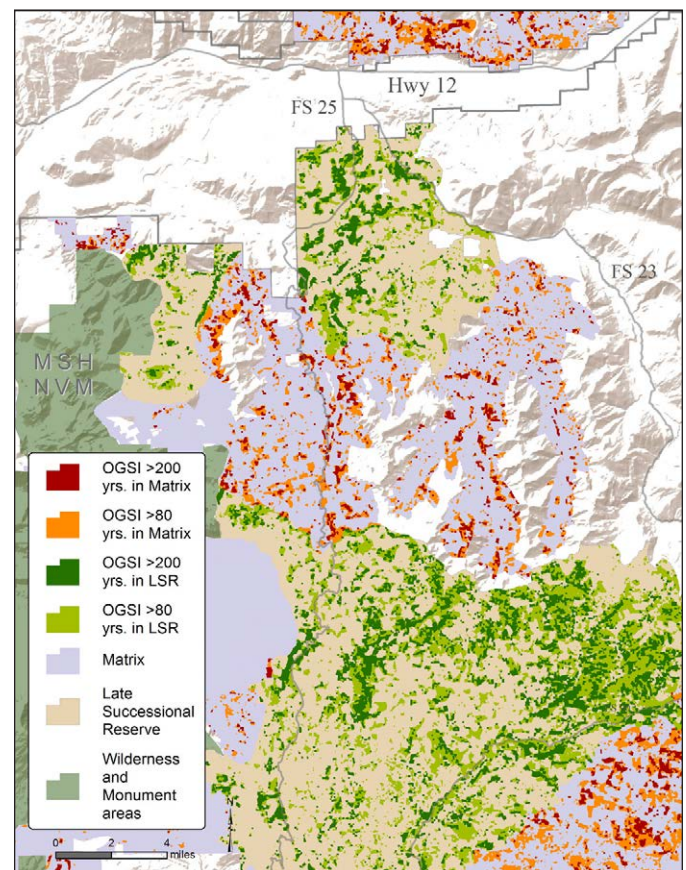 Hwy 12
FS 25
FS 23
M S H
N V M
OGSI >200
yrs. in Matrix
OGSI >80
yrs. in Matrix
OGSI >200
yrs. in LSR
OGSI >80
yrs. in LSR
Matrix
Late
Successional
Reserve
Wilderness
and
Monument
areas
0 2 4
miles